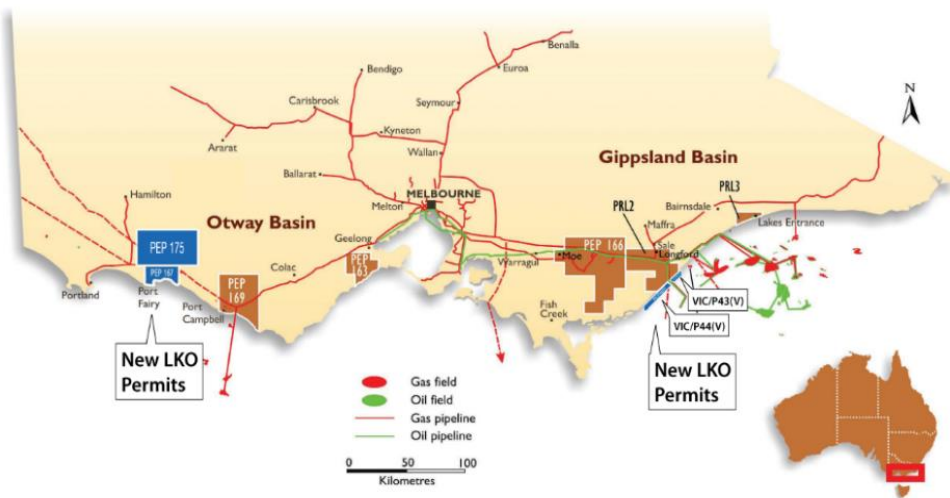 Benalla
Euroa
Bendigo
Carisbrook
Seymour
N
Kyneton
Ararat
Wallan
Gippsland Basin
Ballarat
PRL3
Hamilton
MELBOURNE
Bairnsdale
Melton
PRL2
Lakes Entrance
Otway Basin
Maffra
PEP 175
Geelong
PEP 166
Sale
Longford
Moe
PEP 167
PEP
163
Warragul
Colac
Portland
Port
Fairy
PEP
169
VIC/P43(V)
Port
Campbell
Fish
Creek
VIC/P44(V)
New LKO
Permits
New LKO
Permits
Gas field
Oil field
Gas pipeline
Oil pipeline
0 50 100
Kilometres